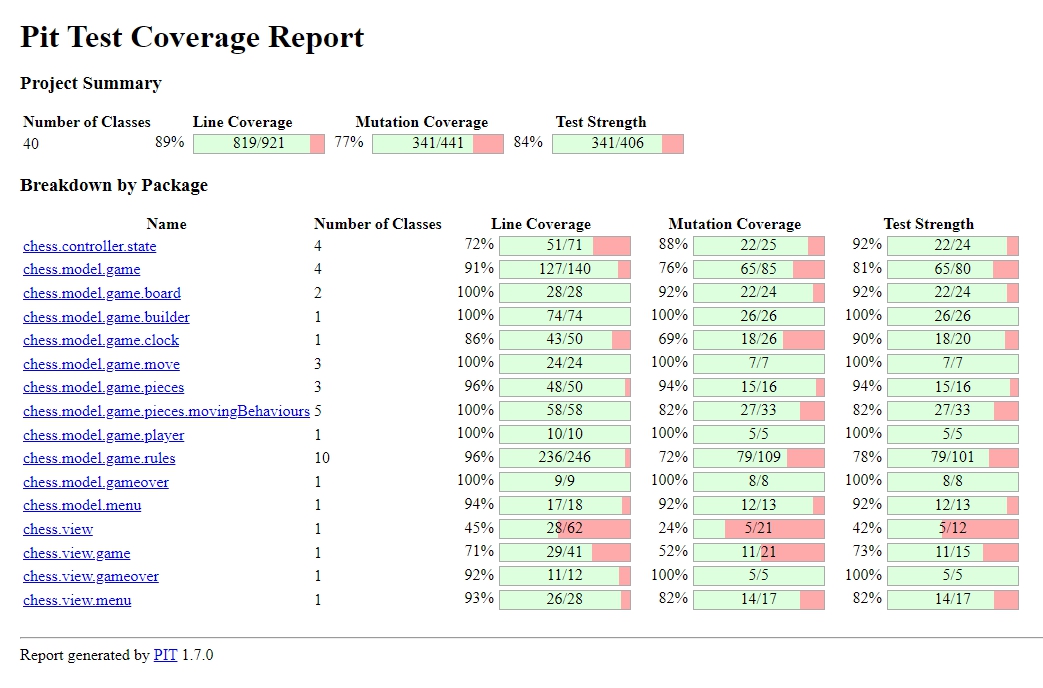 Pit Test Coverage Report
Project Summary
Number of Classes Line Coverage Mutation Coverage Test Strength
40 89% 819/921 77% 341/441 84% 341/406
Breakdown by Package
Name Number of Classes Line Coverage Mutation Coverage Test Strength
chess.controller.state 4 72% 51/71 88% 22/25 92% 22/24
chess.model.game 4 91% 127/140 76% 65/85 81% 65/80
chess.model.game.board 2 100% 28/28 92% 22/24 92% 22/24
chess.model.game.builder 1 100% 74/74 100% 26/26 100% 26/26
chess.model.game.clock 1 86% 43/50 69% 18/26 90% 18/20
chess.model.game.move 3 100% 24/24 100% 7/7 100% 7/7
chess.model.game.pieces 3 96% 48/50 94% 15/16 94% 15/16
chess.model.game.pieces.movingBehaviours 5 100% 58/58 82% 27/33 82% 27/33
chess.model.game.player 1 100% 10/10 100% 5/5 100% 5/5
chess.model.game.rules 10 96% 236/246 72% 79/109 78% 79/101
chess.model.gameover 1 100% 9/9 100% 8/8 100% 8/8
chess.model.menu 1 94% 17/18 92% 12/13 92% 12/13
chess.view 1 45% 28/62 24% 5/21 42% 5/12
chess.view.game 1 71% 29/41 52% 11/21 73% 11/15
chess.view.gameover 1 92% 11/12 100% 5/5 100% 5/5
chess.view.menu 1 93% 26/28 82% 14/17 82% 14/17
Report generated by PIT 1.7.0